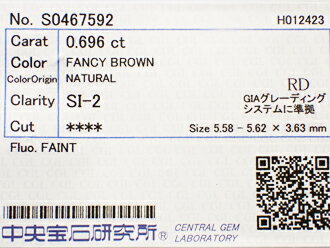 No. S0467592 H012423
Carat 0.696 ct
Color FANCY BROWN
ColorOrigin NATURAL
Clarity SI-2
RD
GIAグレーディング
システムに準拠
Cut ****
Size 5.58 - 5.62 × 3.63 mm
Fluo. FAINT
中央宝石研究所® CENTRAL GEM
LABORATORY